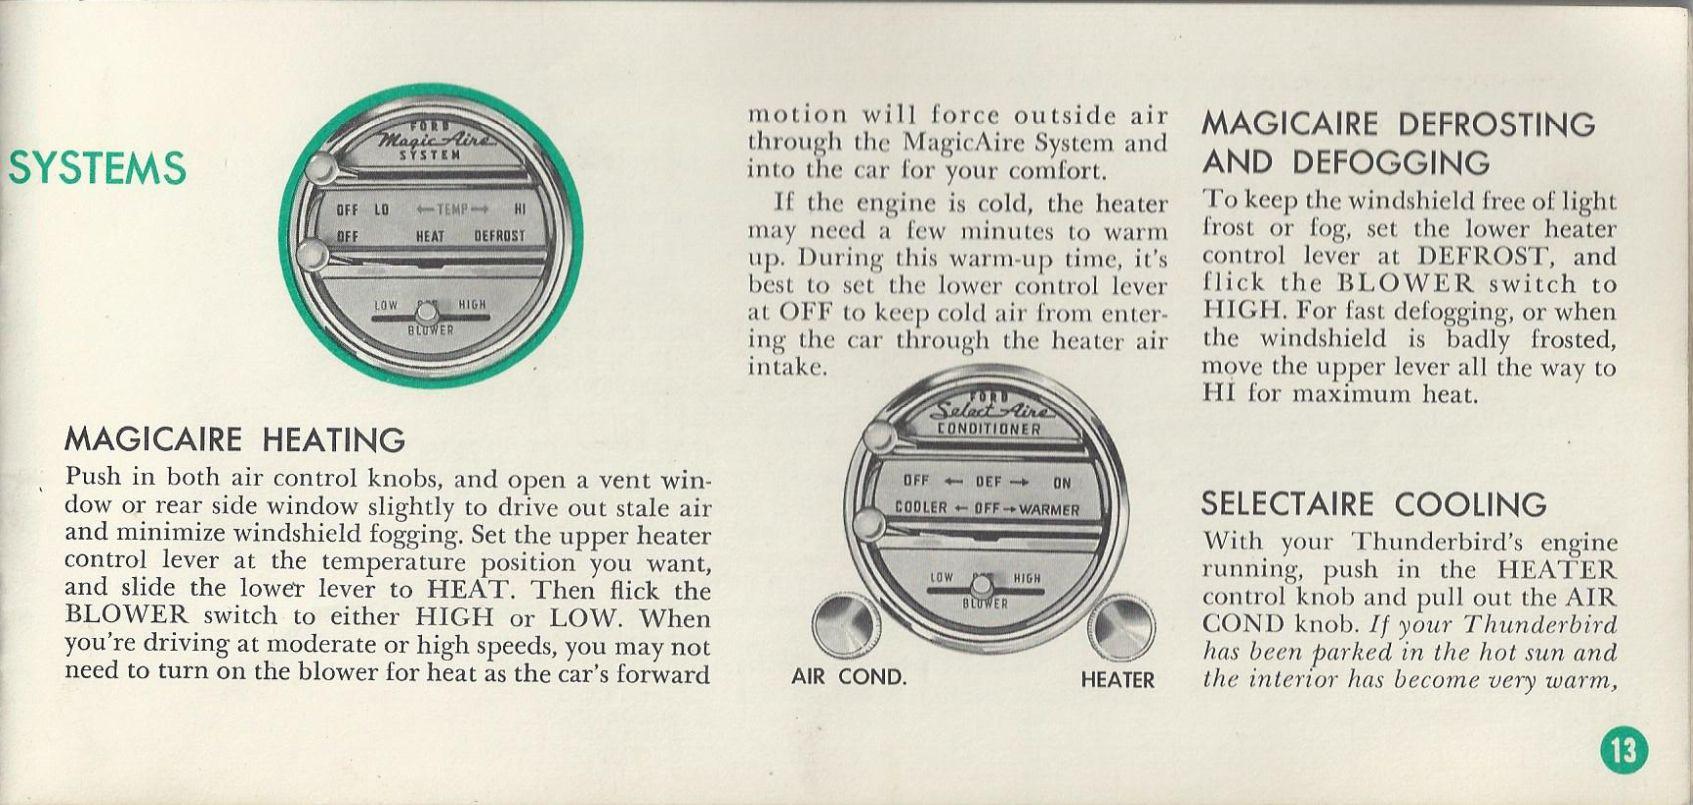 SYSTEMS
FORD
Magic-Aire
SYSTEM
OFF LO ←TEMP→ HI
OFF HEAT DEFROST
LOW HIGH
BLOWER
MAGICAIRE HEATING
Push in both air control knobs, and open a vent win-
dow or rear side window slightly to drive out stale air
and minimize windshield fogging. Set the upper heater
control lever at the temperature position you want,
and slide the lower lever to HEAT. Then flick the
BLOWER switch to either HIGH or LOW. When
you're driving at moderate or high speeds, you may not
need to turn on the blower for heat as the car's forward
motion will force outside air
through the MagicAire System and
into the car for your comfort.
If the engine is cold, the heater
may need a few minutes to warm
up. During this warm-up time, it's
best to set the lower control lever
at OFF to keep cold air from enter-
ing the car through the heater air
intake.
FORD
Select-Aire
CONDITIONER
OFF ← DEF → ON
COOLER ← OFF → WARMER
LOW HIGH
BLOWER
AIR COND.
HEATER
MAGICAIRE DEFROSTING
AND DEFOGGING
To keep the windshield free of light
frost or fog, set the lower heater
control lever at DEFROST, and
flick the BLOWER switch to
HIGH. For fast defogging, or when
the windshield is badly frosted,
move the upper lever all the way to
HI for maximum heat.
SELECTAIRE COOLING
With your Thunderbird's engine
running, push in the HEATER
control knob and pull out the AIR
COND knob. If your Thunderbird
has been parked in the hot sun and
the interior has become very warm,
13